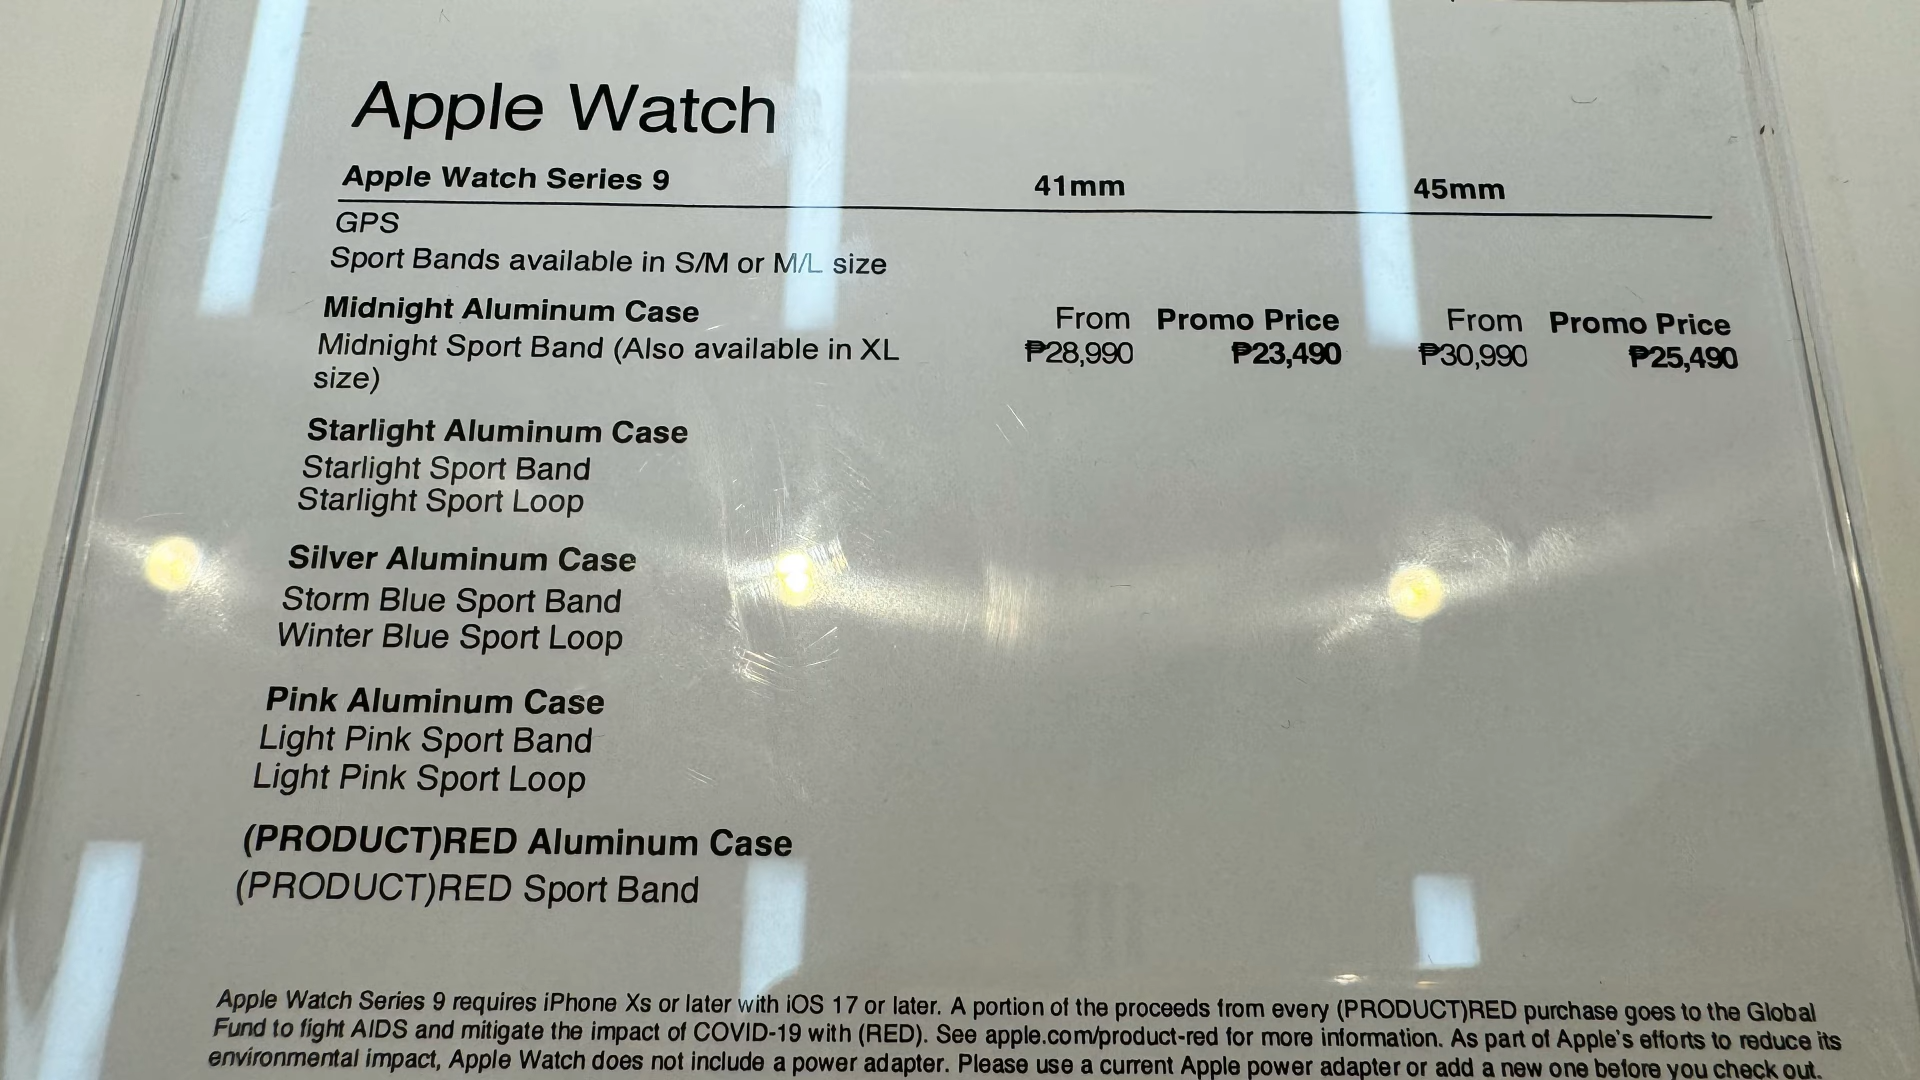 Apple Watch
Apple Watch Series 9 41mm 45mm
GPS
Sport Bands available in S/M or M/L size
Midnight Aluminum Case From Promo Price From Promo Price
Midnight Sport Band (Also available in XL ₱28,990 ₱23,490 ₱30,990 ₱25,490
size)
Starlight Aluminum Case
Starlight Sport Band
Starlight Sport Loop
Silver Aluminum Case
Storm Blue Sport Band
Winter Blue Sport Loop
Pink Aluminum Case
Light Pink Sport Band
Light Pink Sport Loop
(PRODUCT)RED Aluminum Case
(PRODUCT)RED Sport Band
Apple Watch Series 9 requires iPhone Xs or later with iOS 17 or later. A portion of the proceeds from every (PRODUCT)RED purchase goes to the Global
Fund to fight AIDS and mitigate the impact of COVID-19 with (RED). See apple.com/product-red for more information. As part of Apple's efforts to reduce its
environmental impact, Apple Watch does not include a power adapter. Please use a current Apple power adapter or add a new one before you check out.